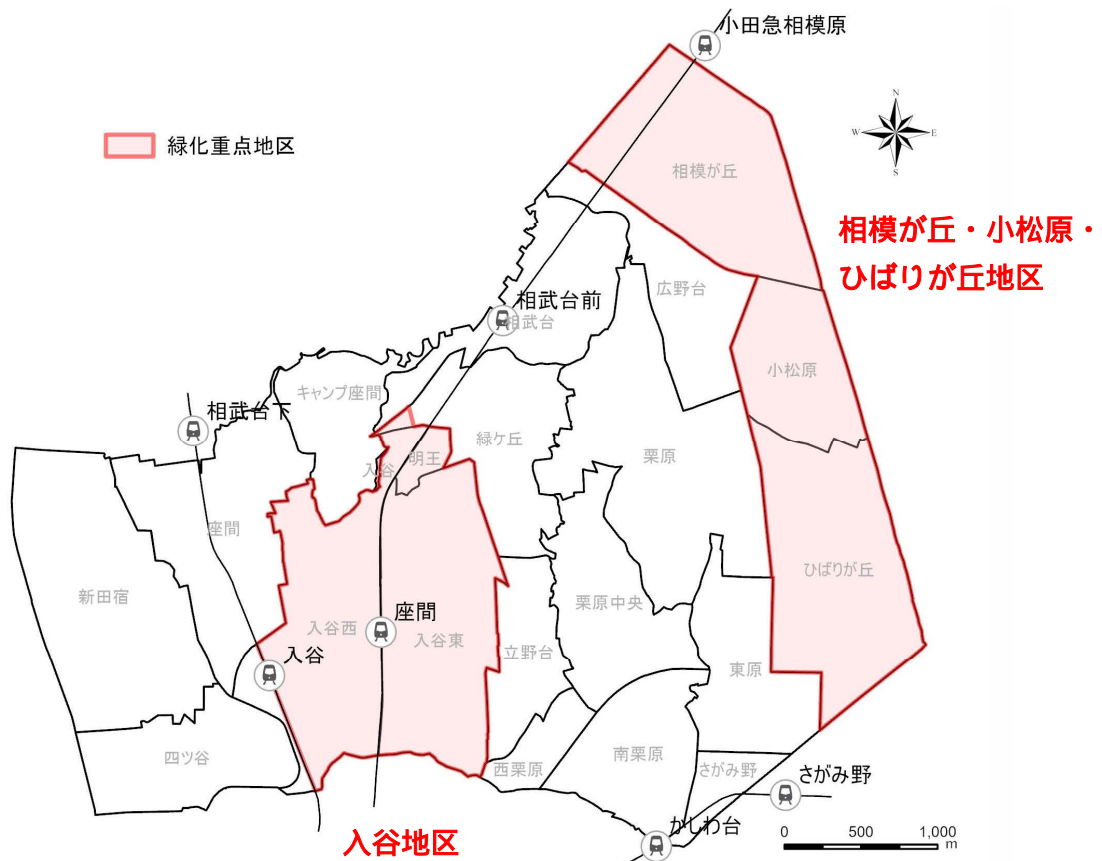 小田急相模原
N
W
E
S
緑化重点地区
相模が丘
相模が丘・小松原・
ひばりが丘地区
広野台
相武台前
相武台
小松原
キャンプ座間
相武台下
緑ケ丘
入谷
明王
栗原
座間
ひばりが丘
新田宿
栗原中央
座間
入谷西
入谷東
入谷
立野台
東原
四ツ谷
西栗原
南栗原
さがみ野
さがみ野
かしわ台
入谷地区
0 500 1,000
m